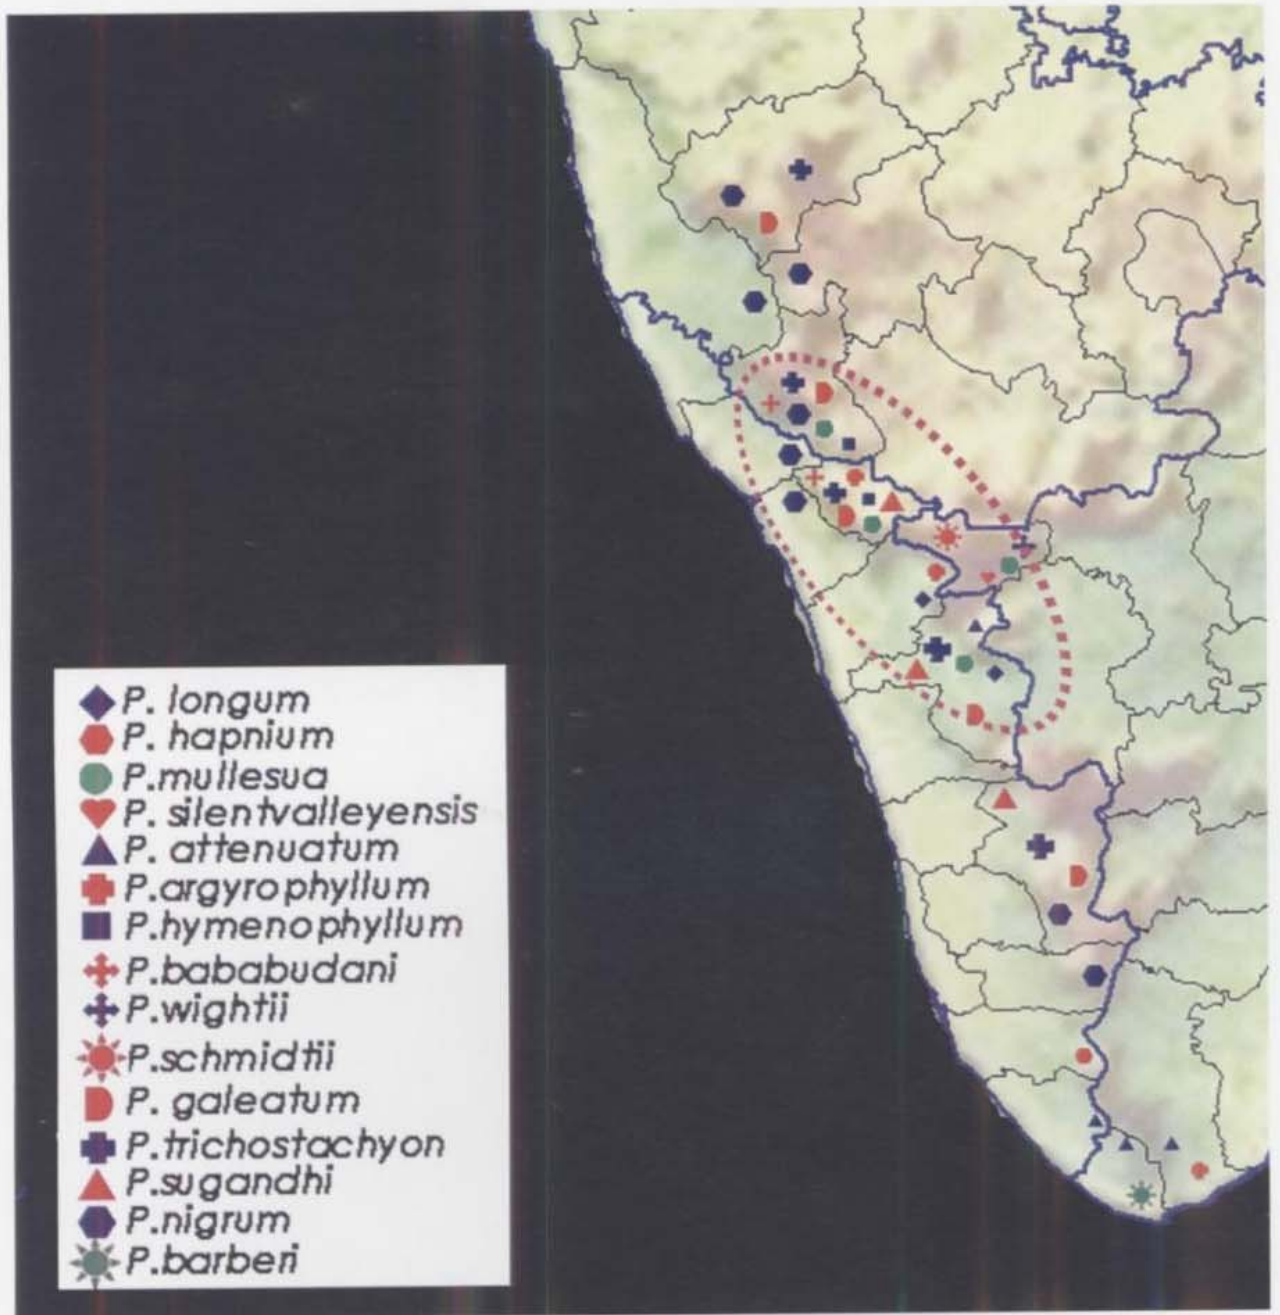 P. longum
P. hapnium
P.mullesua
P. silentvalleyensis
P. attenuatum
P.argyrophyllum
P.hymenophyllum
P.bababudani
P.wightii
P.schmidtii
P. galeatum
P.trichostachyon
P.sugandhi
P.nigrum
P.barberi